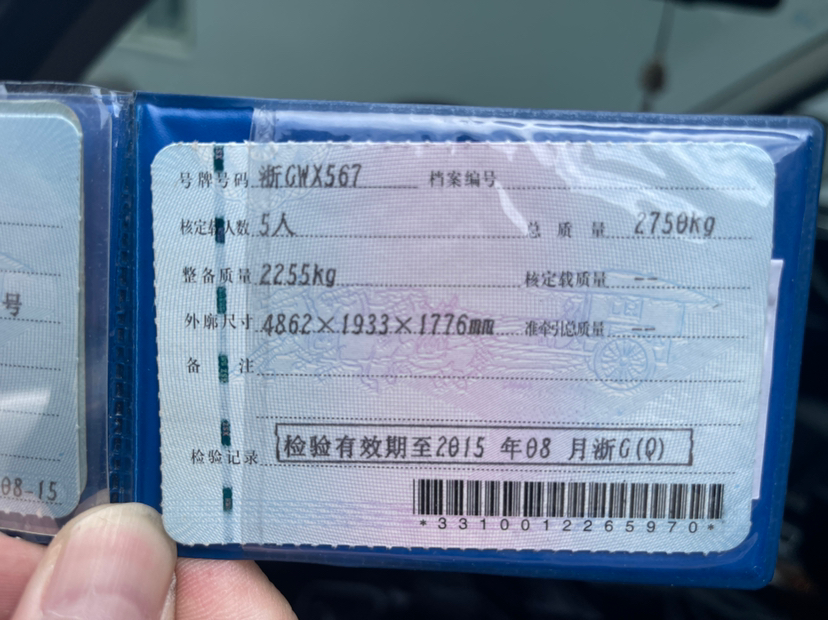 号
08-15
号牌号码 浙GWX567 档案编号
核定载人数 5人 总质量 2750kg
整备质量 2255kg 核定载质量 --
外廓尺寸 4862×1933×1776mm 准牵引总质量 --
备注
检验记录 检验有效期至2015 年08 月浙G(Q)
*3310012265970*